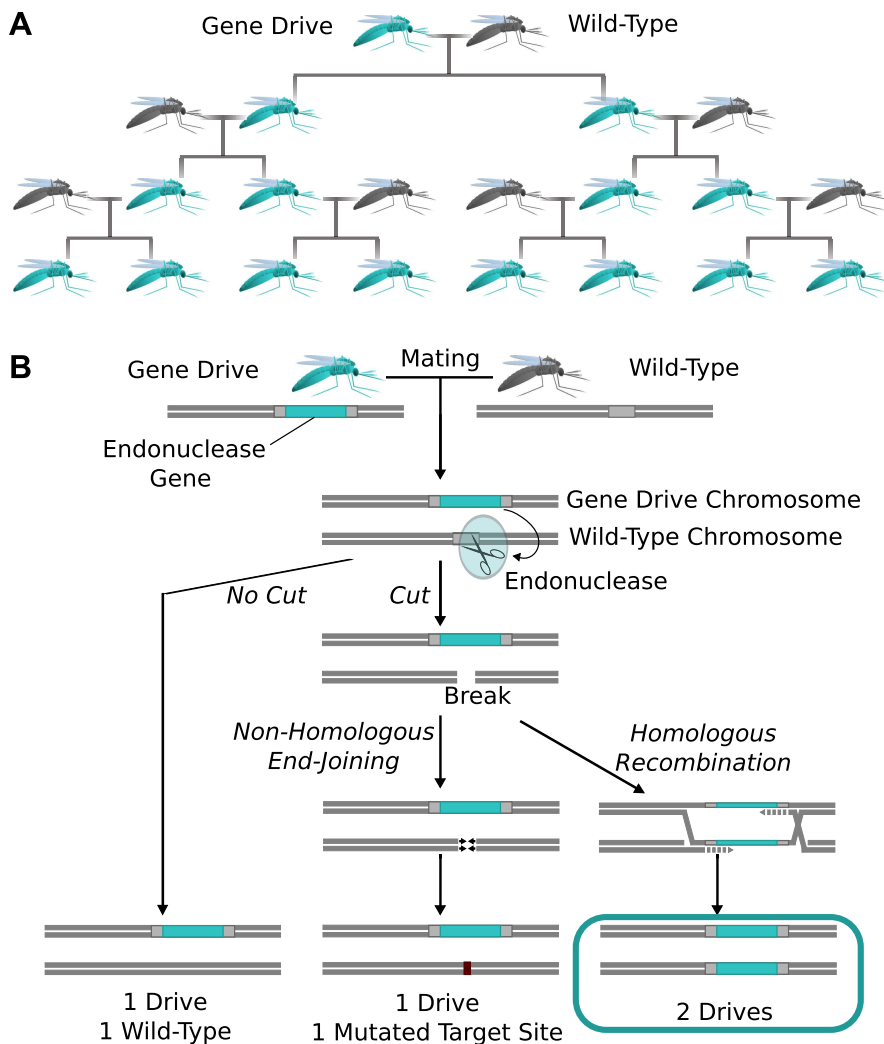 A
Gene Drive
Wild-Type
B
Mating
Gene Drive
Wild-Type
Endonuclease
Gene
Gene Drive Chromosome
Wild-Type Chromosome
Endonuclease
No Cut
Cut
Break
Non-Homologous
End-Joining
Homologous
Recombination
1 Drive
1 Wild-Type
1 Drive
1 Mutated Target Site
2 Drives